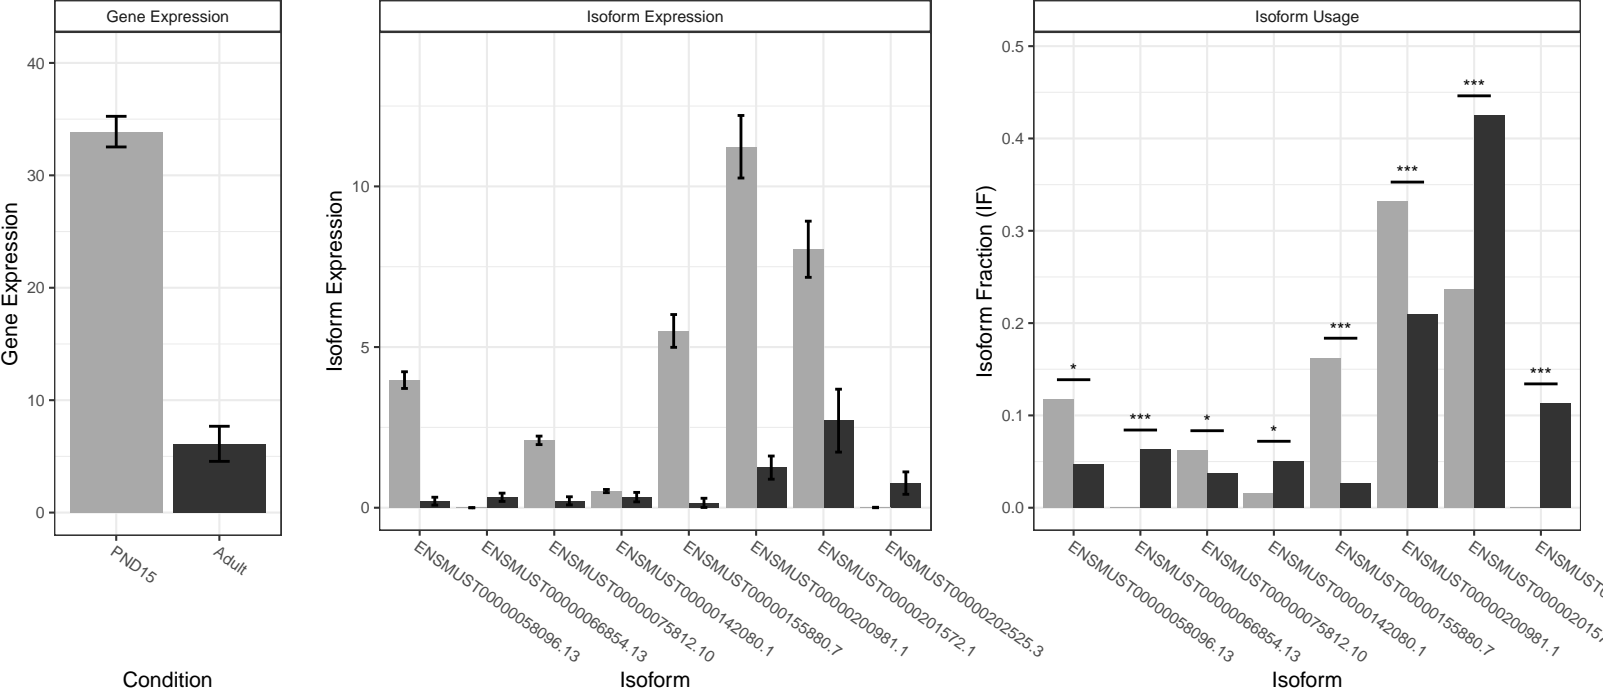 Gene Expression
Gene Expression
40
30
20
10
0
PND15
Adult
Condition
Isoform Expression
Isoform Expression
10
5
0
ENSMUST00000058096.13
ENSMUST00000066854.13
ENSMUST00000075812.10
ENSMUST00000142080.1
ENSMUST00000155880.7
ENSMUST00000200981.1
ENSMUST00000201572.1
ENSMUST00000202525.3
Isoform
Isoform Usage
Isoform Fraction (IF)
0.5
0.4
0.3
0.2
0.1
0.0
*
***
*
*
***
***
***
***
ENSMUST00000058096.13
ENSMUST00000066854.13
ENSMUST00000075812.10
ENSMUST00000142080.1
ENSMUST00000155880.7
ENSMUST00000200981.1
Isoform